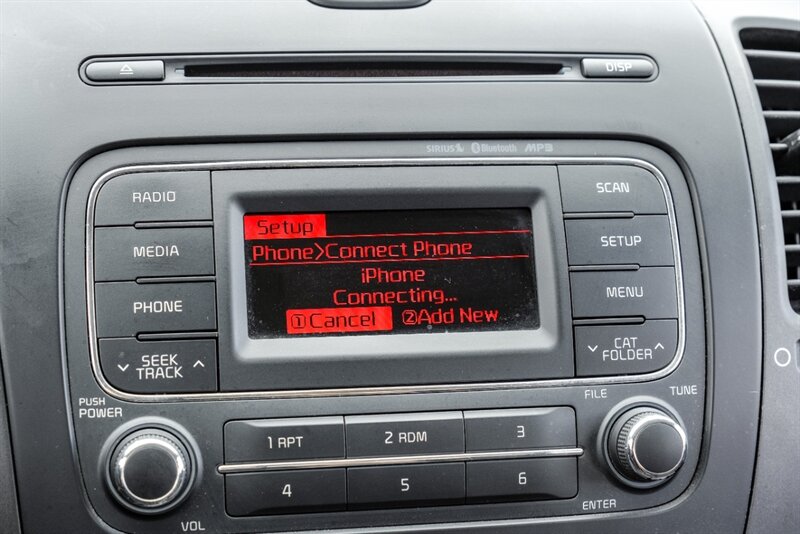 DISP
SIRIUS Bluetooth MP3
RADIO
MEDIA
PHONE
SEEK
TRACK
Setup
Phone>Connect Phone
iPhone
Connecting...
①Cancel ②Add New
SCAN
SETUP
MENU
CAT
FOLDER
PUSH
POWER
VOL
1 RPT
2 RDM
3
4
5
6
FILE
TUNE
ENTER